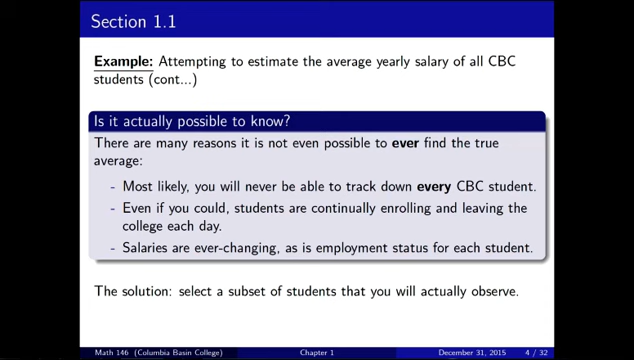 Section 1.1
Example: Attempting to estimate the average yearly salary of all CBC
students (cont...)
Is it actually possible to know?
There are many reasons it is not even possible to ever find the true
average:
- Most likely, you will never be able to track down every CBC student.
- Even if you could, students are continually enrolling and leaving the
college each day.
- Salaries are ever-changing, as is employment status for each student.
The solution: select a subset of students that you will actually observe.
Math 146 (Columbia Basin College) Chapter 1 December 31, 2015 4 / 32